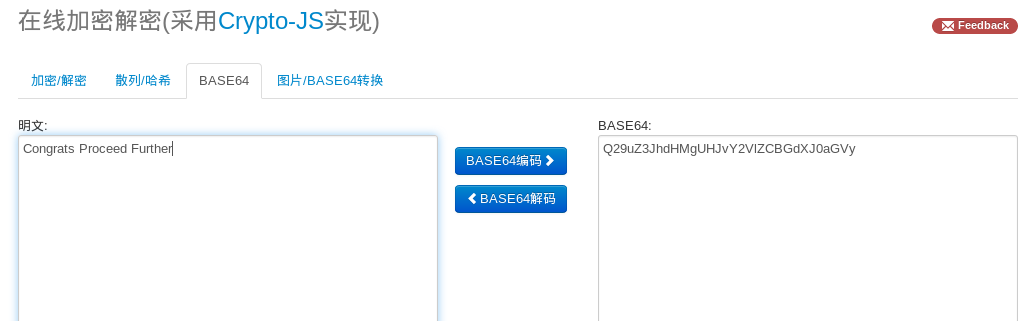 在线加密解密(采用Crypto-JS实现)
Feedback
加密/解密 散列/哈希 BASE64 图片/BASE64转换
明文:
Congrats Proceed Further
BASE64编码
BASE64解码
BASE64:
Q29uZ3JhdHMgUHJvY2VlZCBGdXJ0aGVy